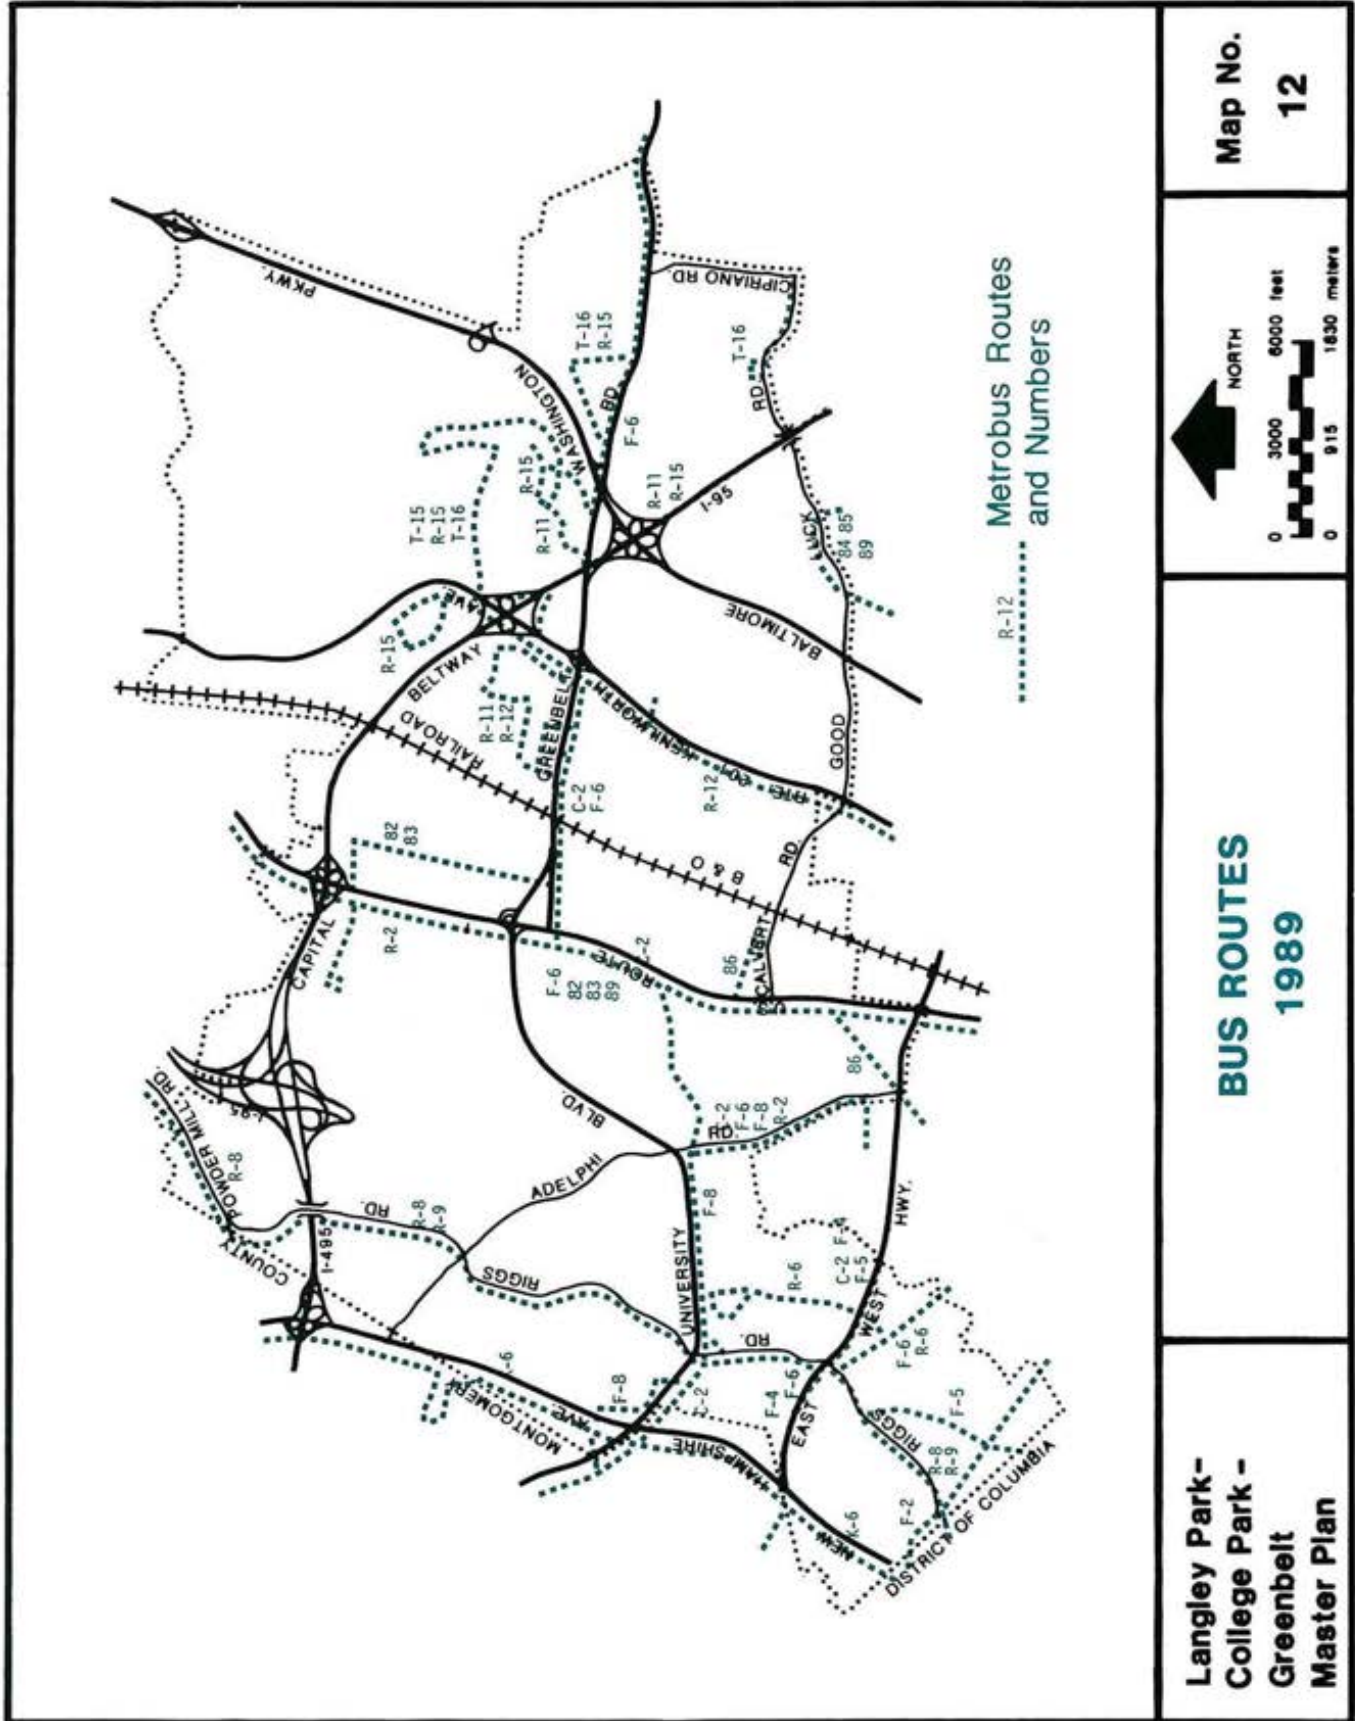 PKWY.
WASHINGTON
T-16
R-15
RD.
F-6
CIPRIANO RD
T-16
RD.
T-15
R-15
T-16
R-15
R-11
R-11
R-15
I-95
LUCK
84 85
89
AVE
R-15
BELTWAY
RAILROAD
R-11
R-12
GREENBELT
KENILWORTH
BALTIMORE
GOOD
C-2
F-6
R-12
RTE 201
82
83
B & O
RD.
CALVERT
CAPITAL
R-2
F-6
82
83
89
ROUTE
86
86
I-95
POWDER MILL RD.
R-8
BLVD
F-6
F-8
R-2
RD.
ADELPHI
RD.
R-8
R-9
F-8
I-495
COUNTY
RIGGS
UNIVERSITY
R-6
C-2 F-4
F-5
HWY.
WEST
RD.
F-6
R-6
MONTGOMERY
AVE.
F-8
F-4
F-6
EAST
RIGGS
F-5
HAMPSHIRE
R-8
R-9
NEW
K-6
F-2
DISTRICT OF COLUMBIA
R-12
Metrobus Routes
and Numbers
Langley Park-
College Park -
Greenbelt
Master Plan
BUS ROUTES
1989
NORTH
0 3000 6000 feet
0 915 1830 meters
Map No.
12